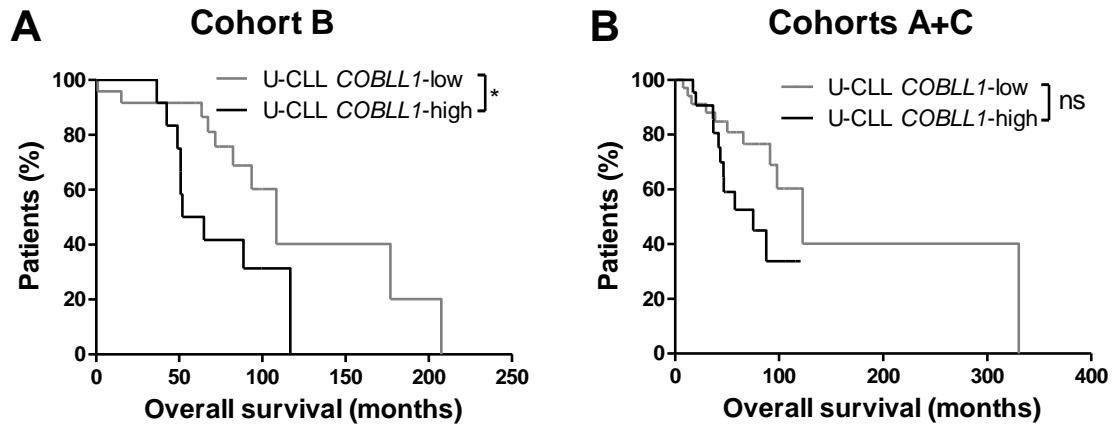 A
Cohort B
U-CLL COBLL1-low
U-CLL COBLL1-high
*
Patients (%)
100
80
60
40
20
0
0 50 100 150 200 250
Overall survival (months)
B
Cohorts A+C
U-CLL COBLL1-low
U-CLL COBLL1-high
ns
Patients (%)
100
80
60
40
20
0
0 100 200 300 400
Overall survival (months)